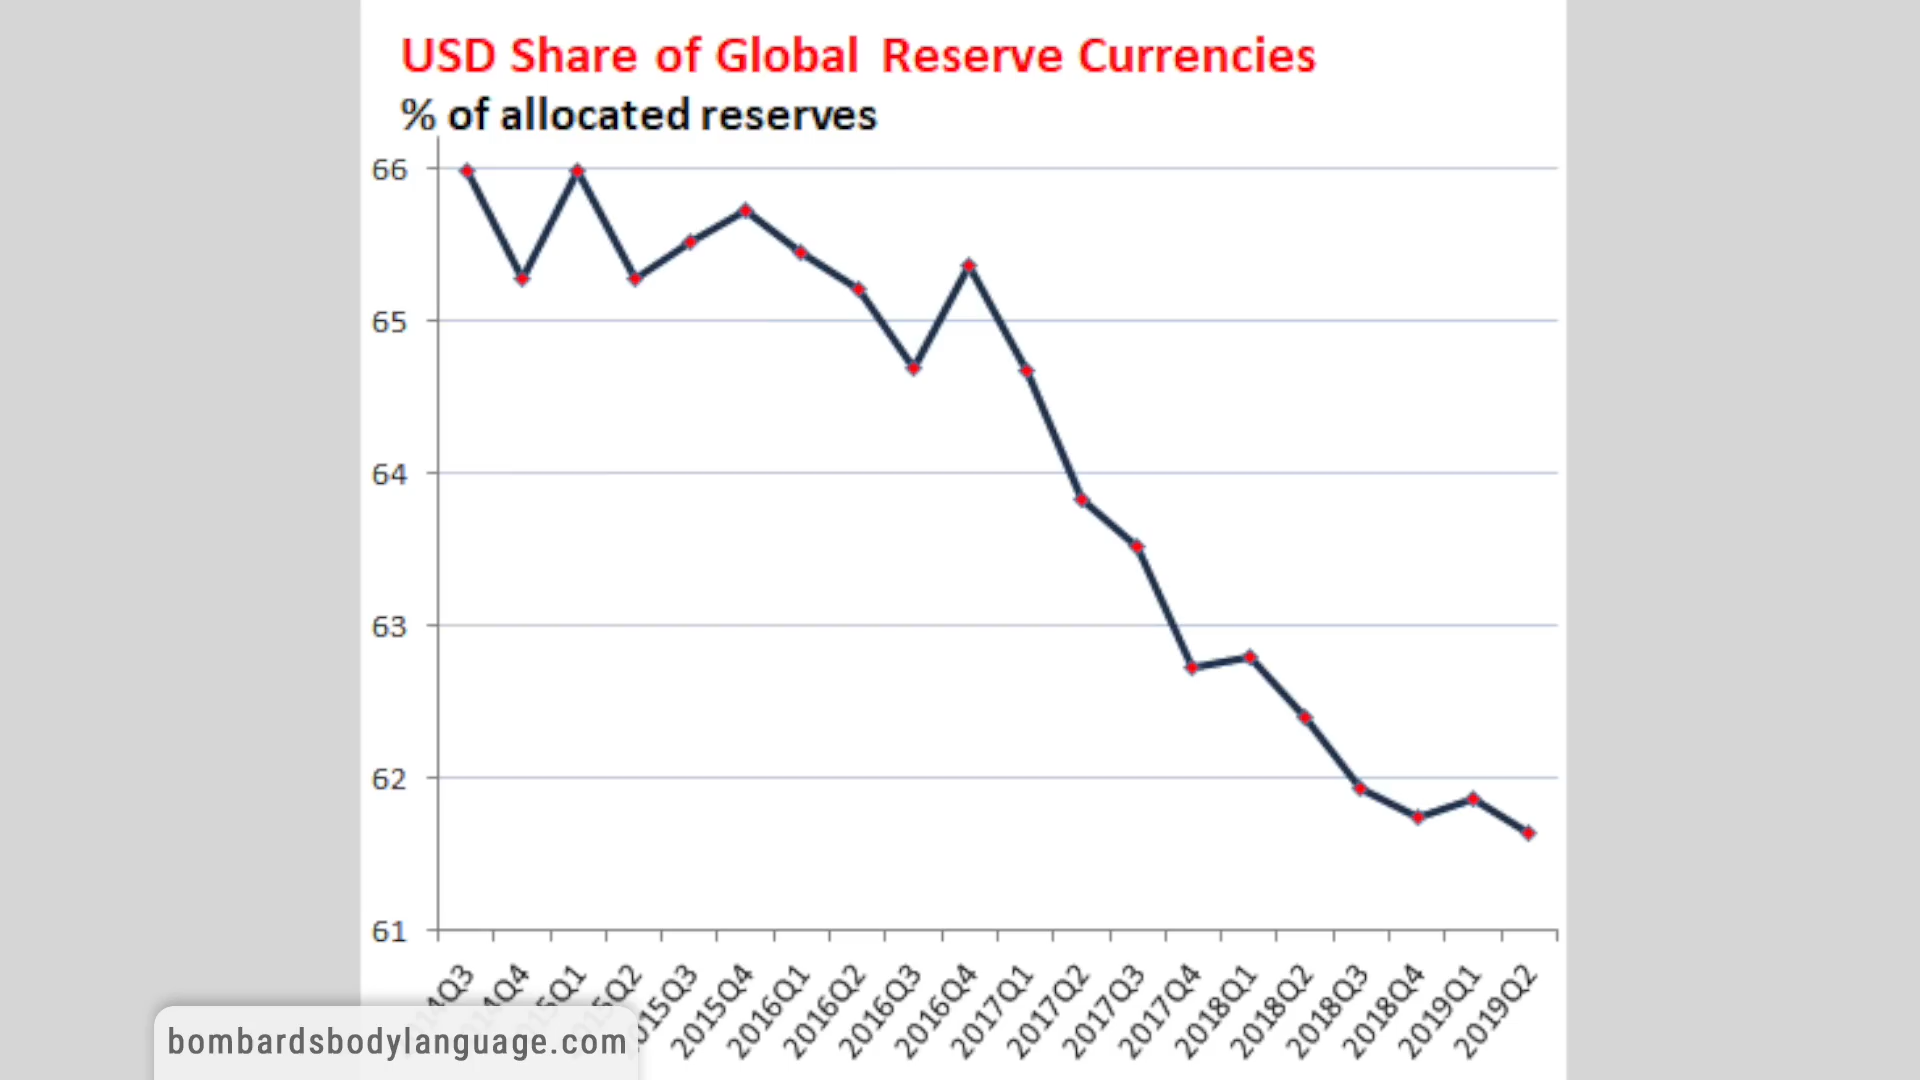 USD Share of Global Reserve Currencies
% of allocated reserves
66
65
64
63
62
61
2015Q4
2016Q1
2016Q2
2016Q3
2016Q4
2017Q1
2017Q2
2017Q3
2017Q4
2018Q1
2018Q2
2018Q3
2018Q4
2019Q1
2019Q2
bombardsbodylanguage.com